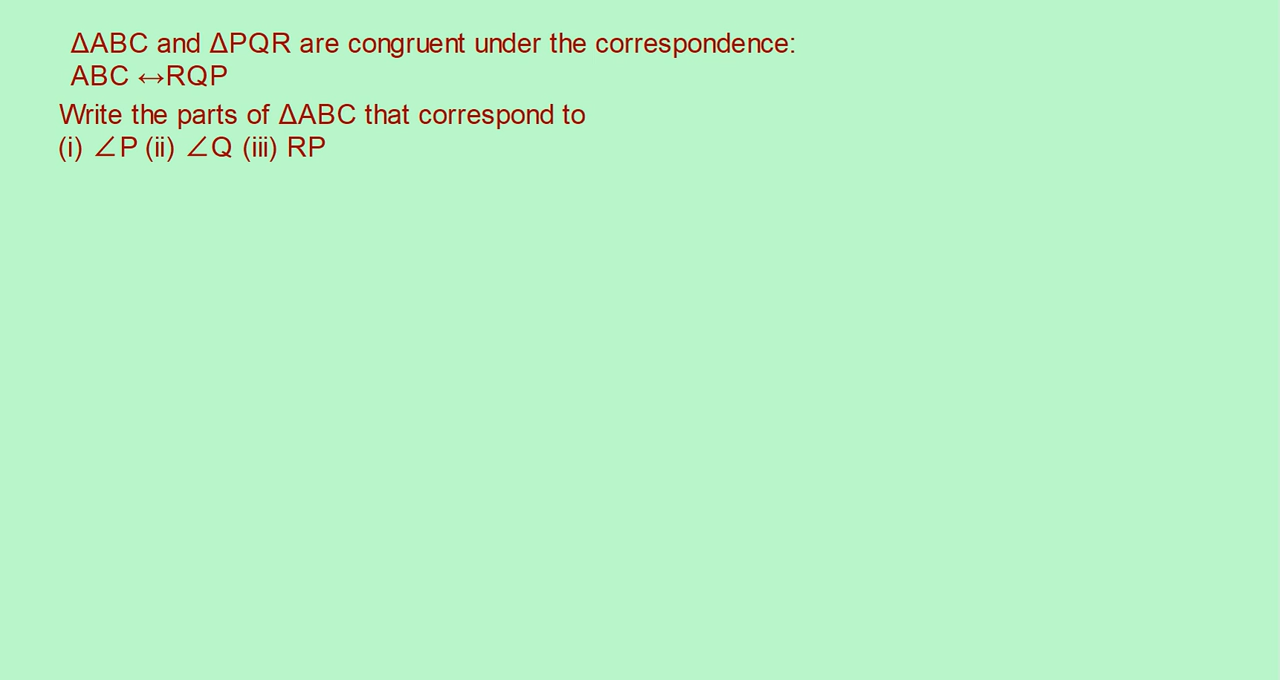 ΔABC and ΔPQR are congruent under the correspondence:
ABC ↔RQP
Write the parts of ΔABC that correspond to
(i) ∠P (ii) ∠Q (iii) RP